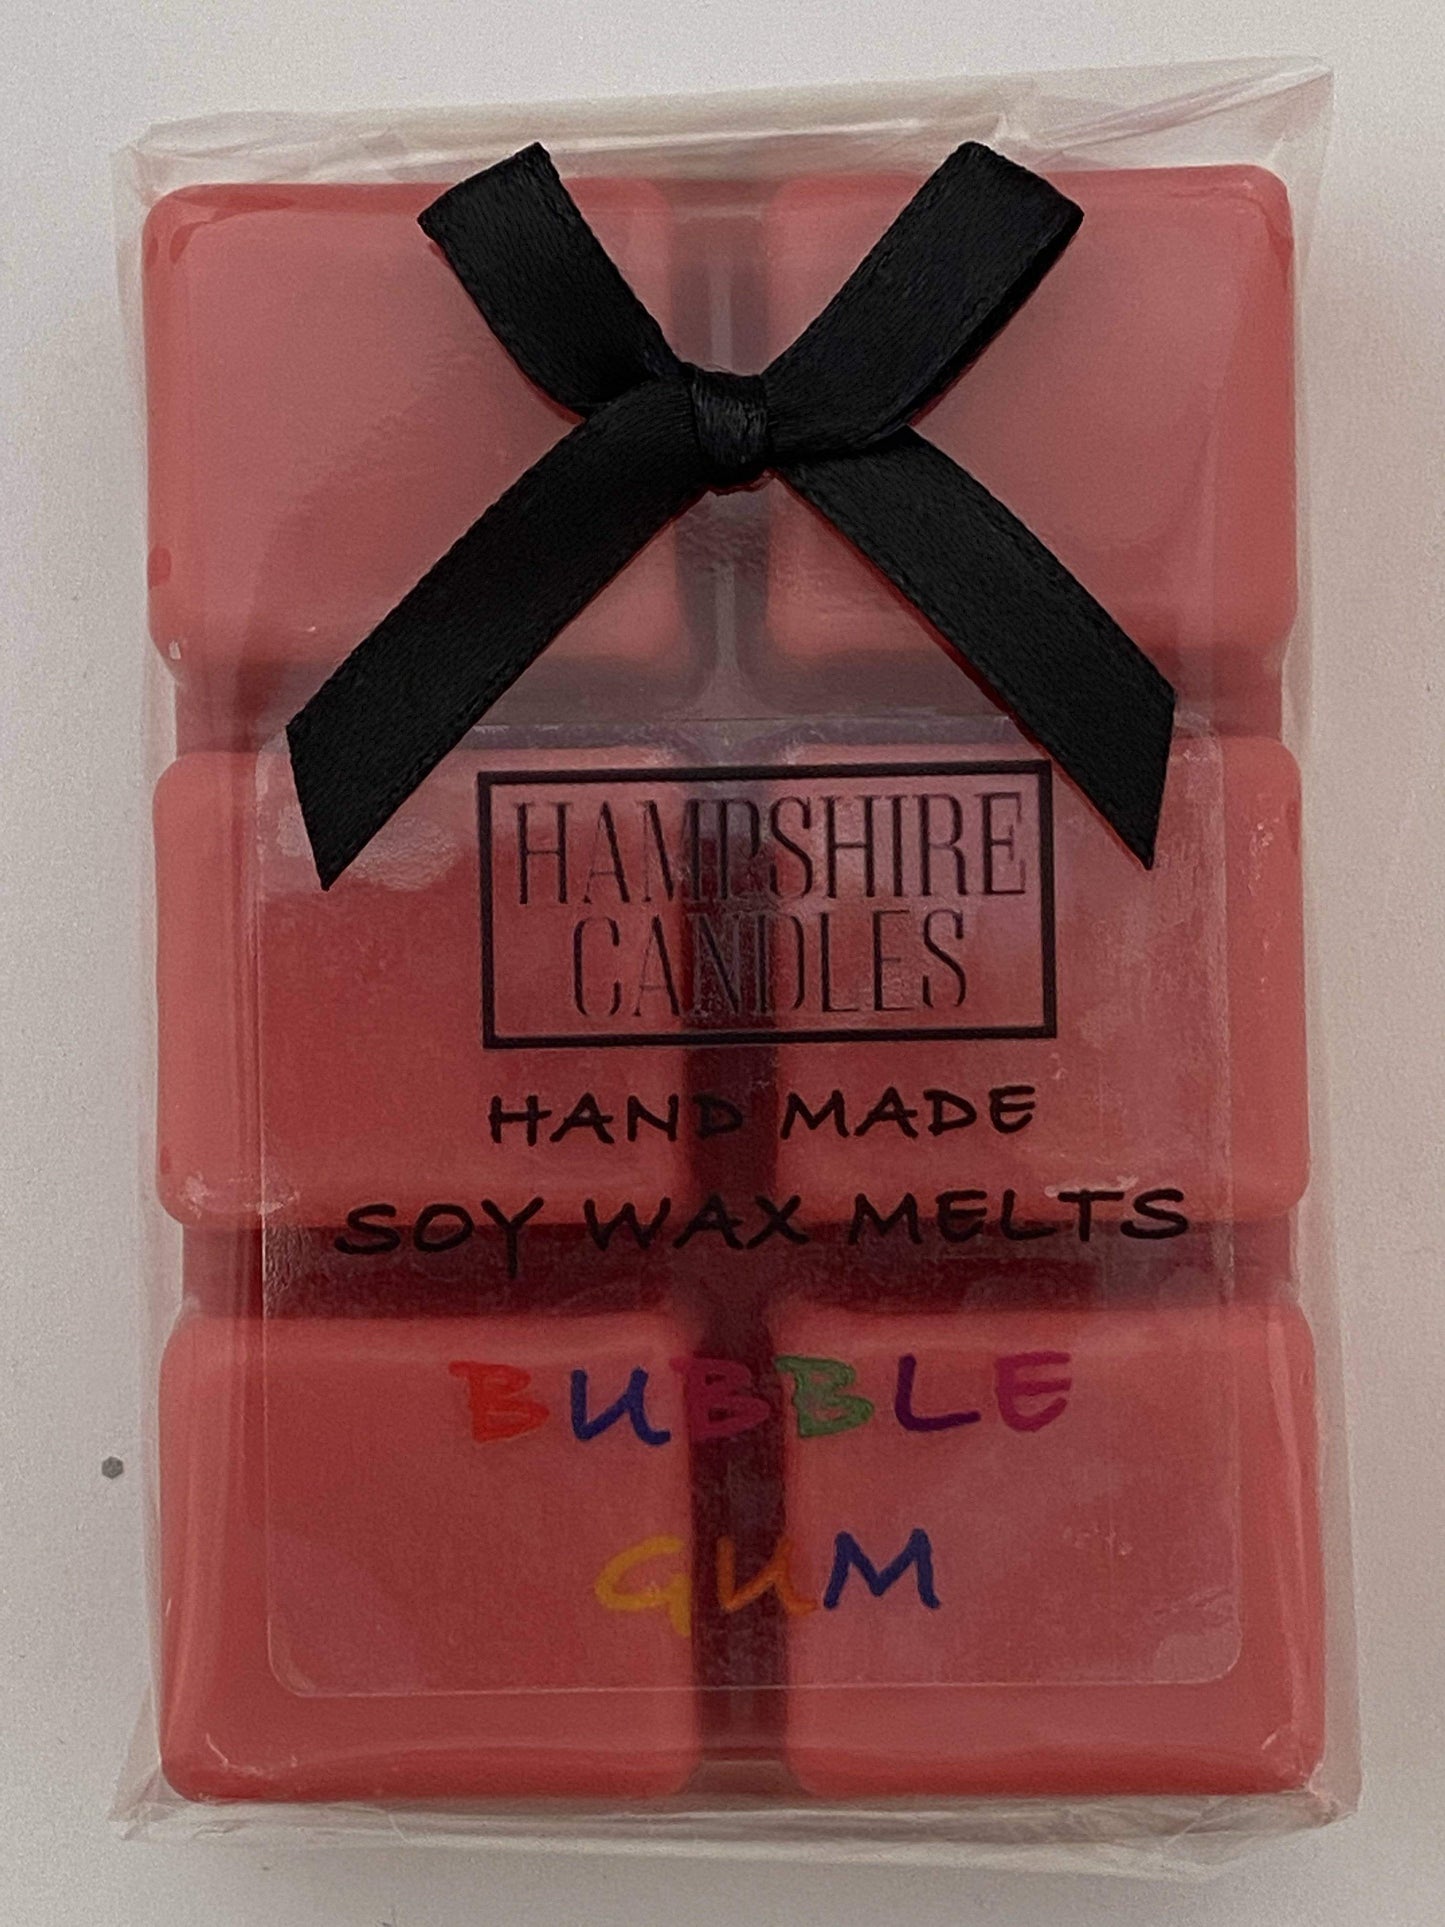 HAMPSHIRE
CANDLES
HAND MADE
SOY WAX MELTS
BUBBLE
GUM